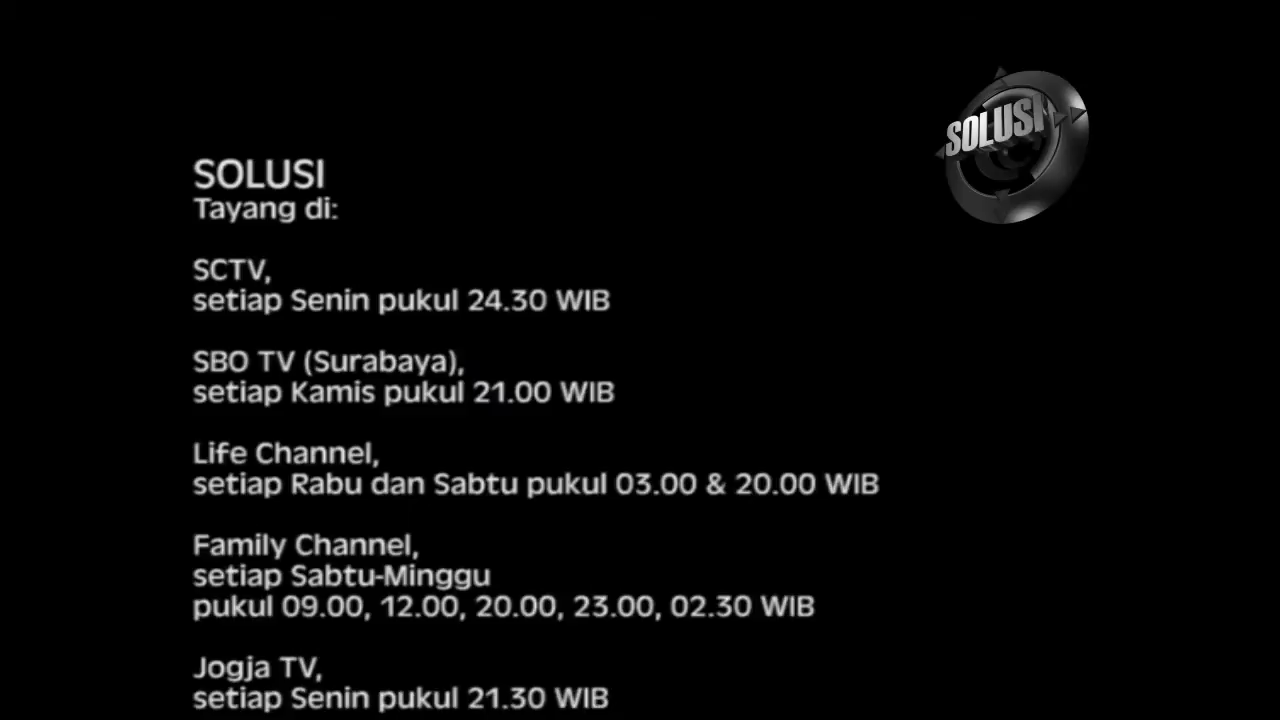 SOLUSI
SOLUSI
Tayang di:
SCTV,
setiap Senin pukul 24.30 WIB
SBO TV (Surabaya),
setiap Kamis pukul 21.00 WIB
Life Channel,
setiap Rabu dan Sabtu pukul 03.00 & 20.00 WIB
Family Channel,
setiap Sabtu-Minggu
pukul 09.00, 12.00, 20.00, 23.00, 02.30 WIB
Jogja TV,
setiap Senin pukul 21.30 WIB